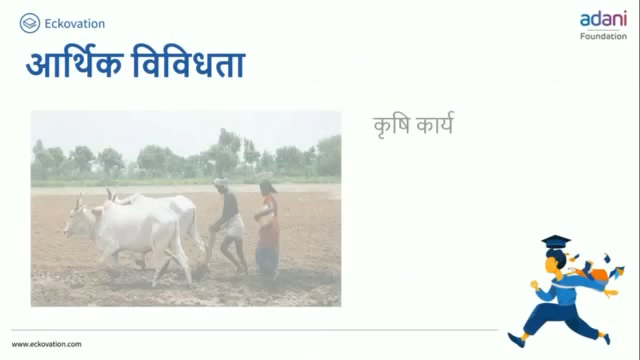 Eckovation
adani
Foundation
आर्थिक विविधता
कृषि कार्य
www.eckovation.com